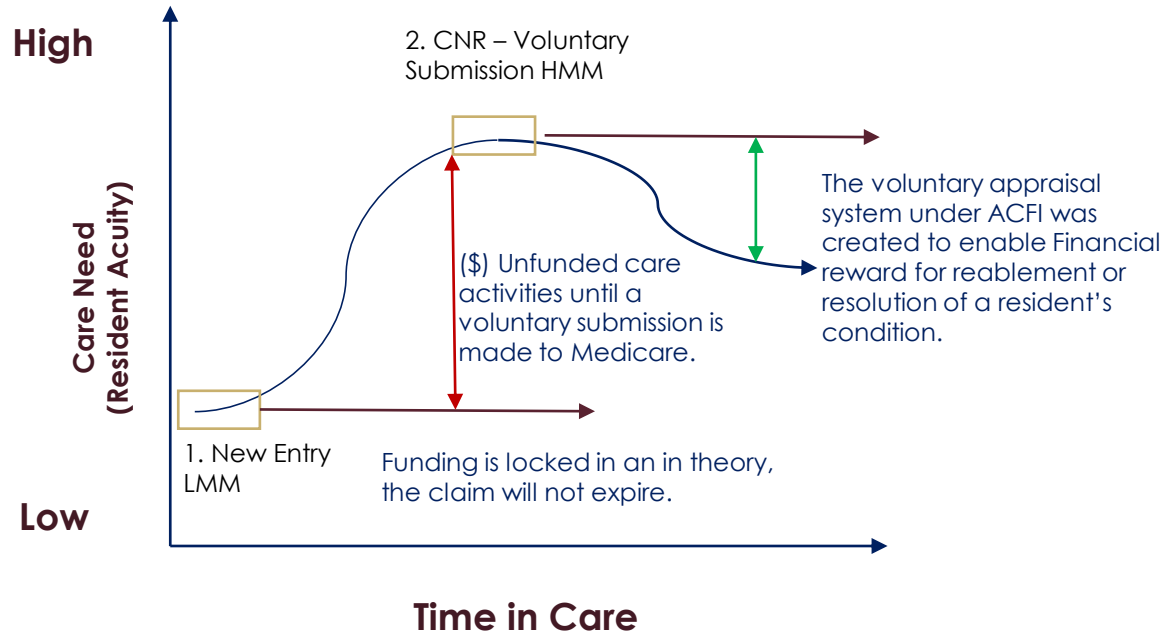 High
2. CNR – Voluntary
Submission HMM
Care Need
(Resident Acuity)
The voluntary appraisal
system under ACFI was
created to enable Financial
reward for reablement or
resolution of a resident’s
condition.
($) Unfunded care
activities until a
voluntary submission is
made to Medicare.
1. New Entry
LMM
Funding is locked in an in theory,
the claim will not expire.
Low
Time in Care